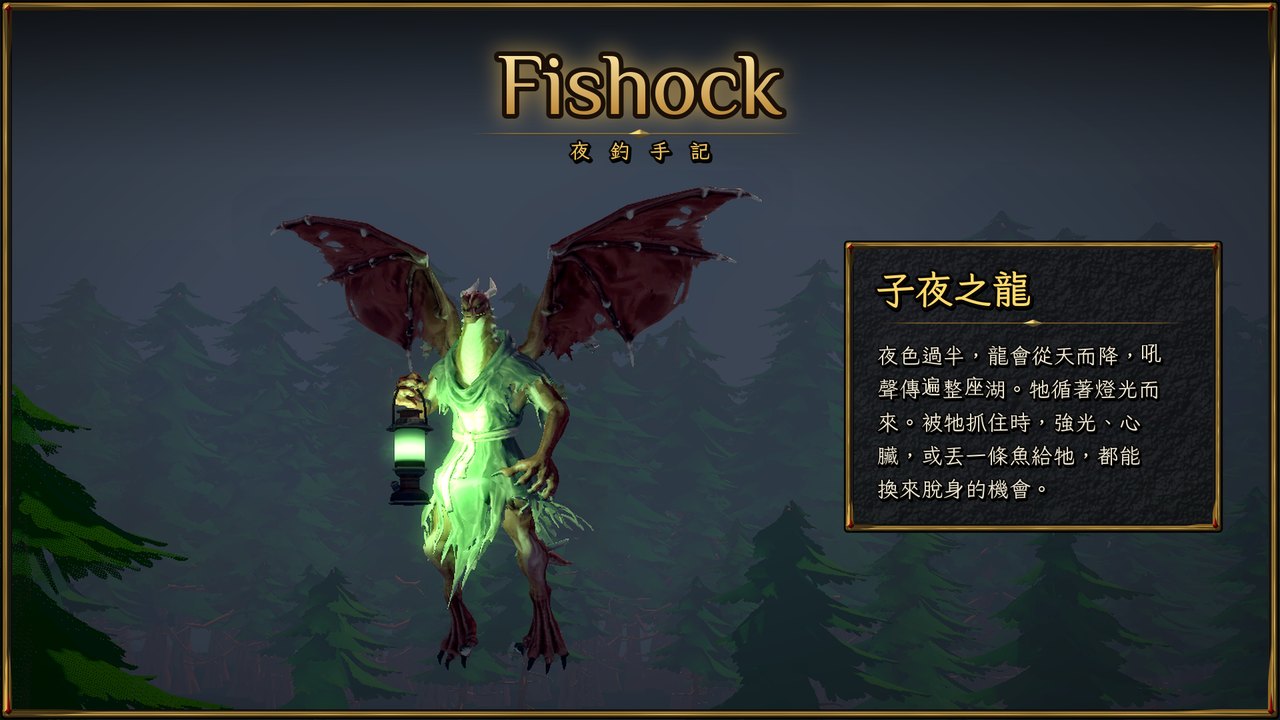 Fishock
夜釣手記
子夜之龍
夜色過半，龍會從天而降，吼
聲傳遍整座湖。牠循著燈光而
來。被牠抓住時，強光、心
臟，或丟一條魚給牠，都能
換來脫身的機會。